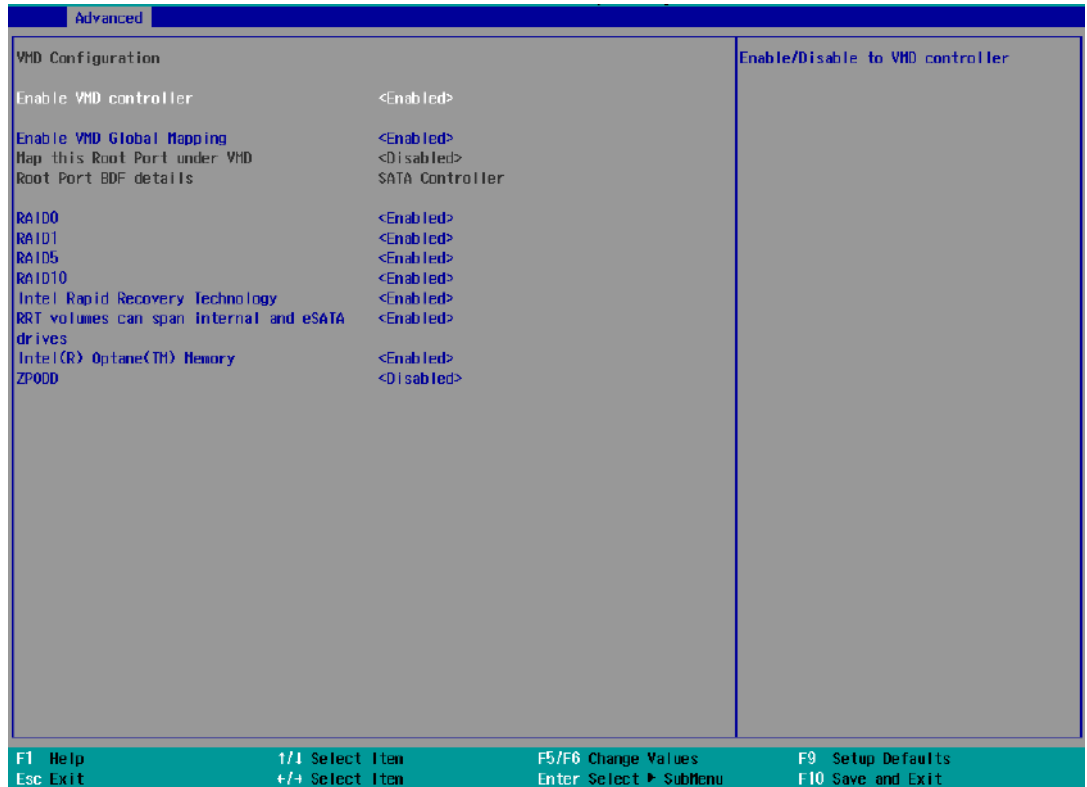 Advanced
VMD Configuration
Enable/Disable to VMD controller
Enable VMD controller <Enabled>
Enable VMD Global Mapping <Enabled>
Map this Root Port under VMD <Disabled>
Root Port BDF details SATA Controller
RAID0 <Enabled>
RAID1 <Enabled>
RAID5 <Enabled>
RAID10 <Enabled>
Intel Rapid Recovery Technology <Enabled>
RRT volumes can span internal and eSATA <Enabled>
drives
Intel(R) Optane(TM) Memory <Enabled>
ZPODD <Disabled>
F1 Help ↑/↓ Select Item F5/F6 Change Values F9 Setup Defaults
Esc Exit ←/→ Select Item Enter Select ▶ SubMenu F10 Save and Exit